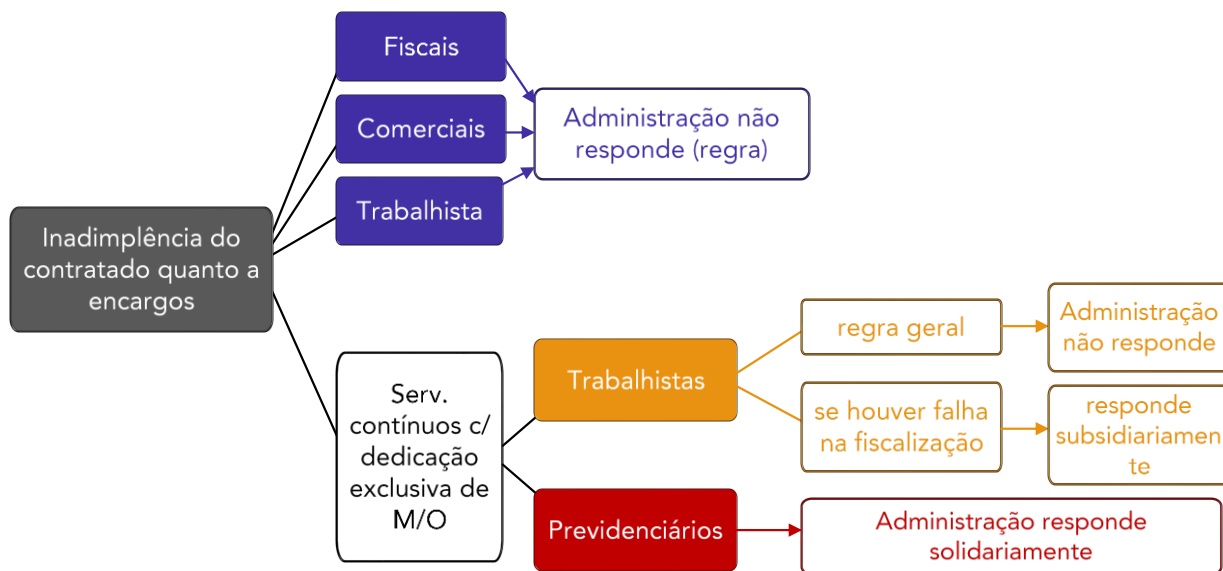 Fiscais
Comerciais
Trabalhista
Administração não
responde (regra)
Inadimplência do
contratado quanto a
encargos
Serv.
contínuos c/
dedicação
exclusiva de
M/O
Trabalhistas
regra geral
Administração
não responde
se houver falha
na fiscalização
responde
subsidiariamen
te
Previdenciários
Administração responde
solidariamente